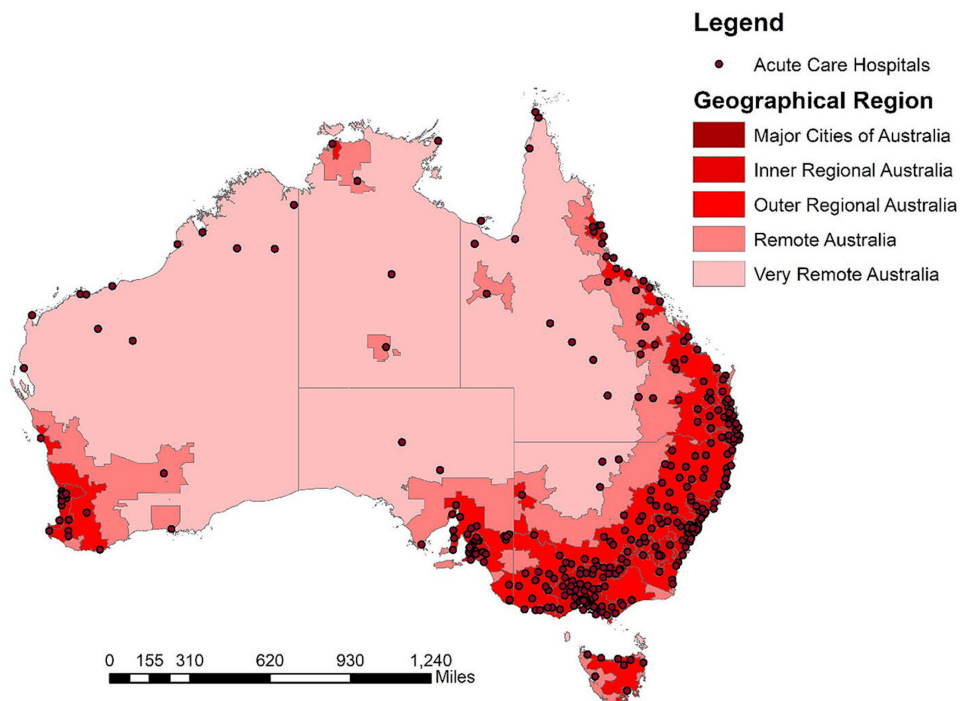 Legend
Acute Care Hospitals
Geographical Region
Major Cities of Australia
Inner Regional Australia
Outer Regional Australia
Remote Australia
Very Remote Australia
0 155 310 620 930 1,240
Miles